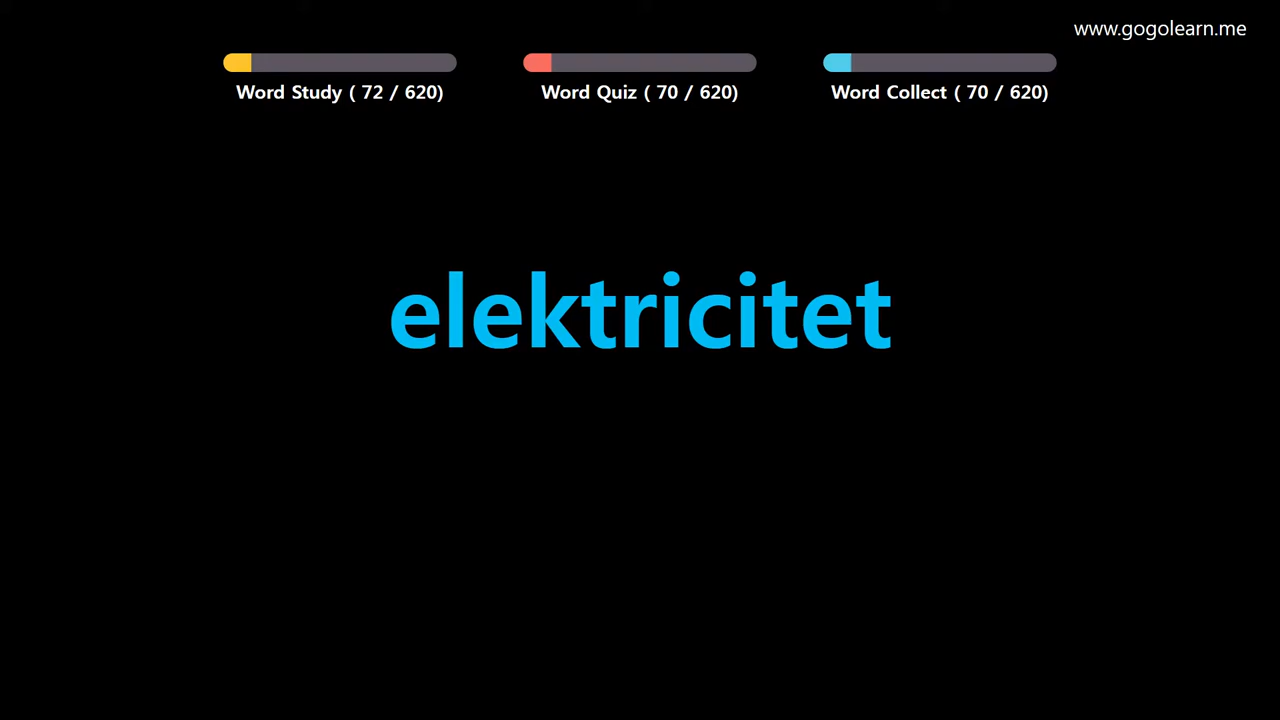 www.gogolearn.me
Word Study ( 72 / 620)
Word Quiz ( 70 / 620)
Word Collect ( 70 / 620)
elektricitet